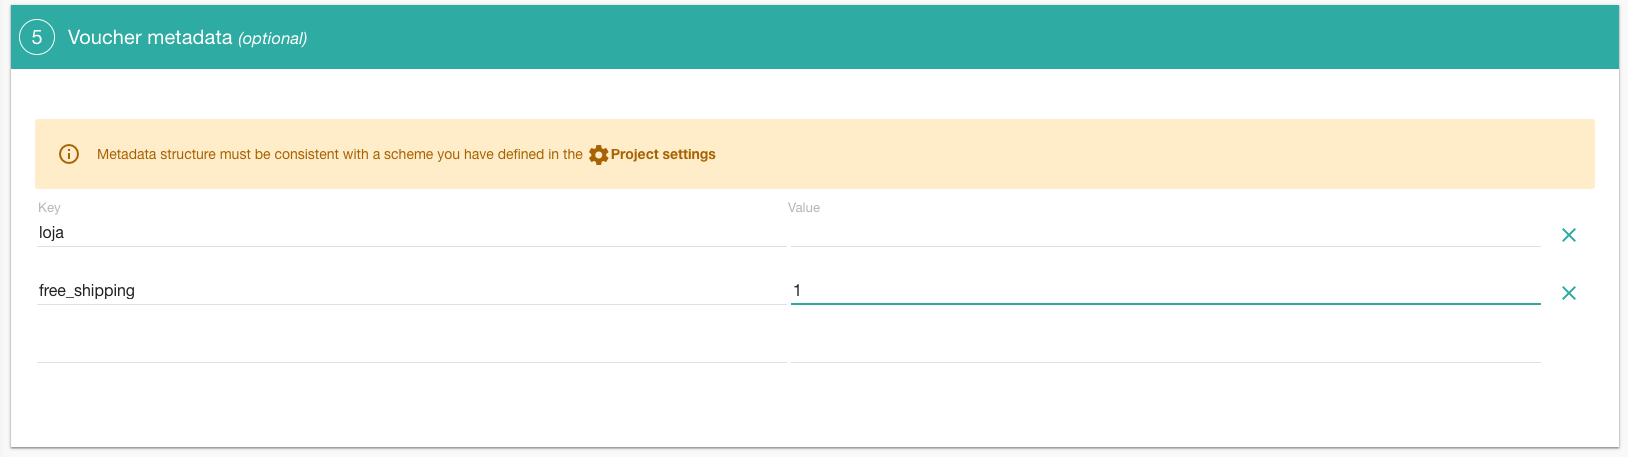 5 Voucher metadata (optional)
Metadata structure must be consistent with a scheme you have defined in the Project settings
Key Value
loja
free_shipping 1